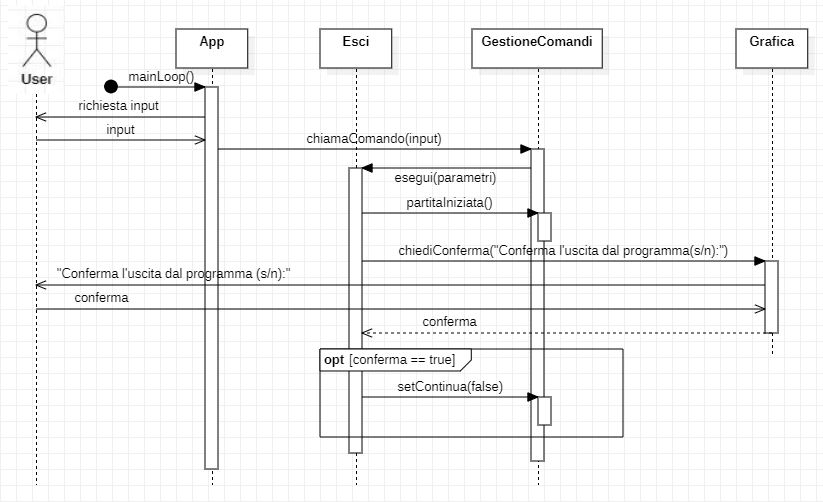 App
Esci
GestioneComandi
Grafica
User
mainLoop()
richiesta input
input
chiamaComando(input)
esegui(parametri)
partitaIniziata()
chiediConferma("Conferma l'uscita dal programma(s/n):")
"Conferma l'uscita dal programma (s/n):"
conferma
conferma
opt [conferma == true]
setContinua(false)